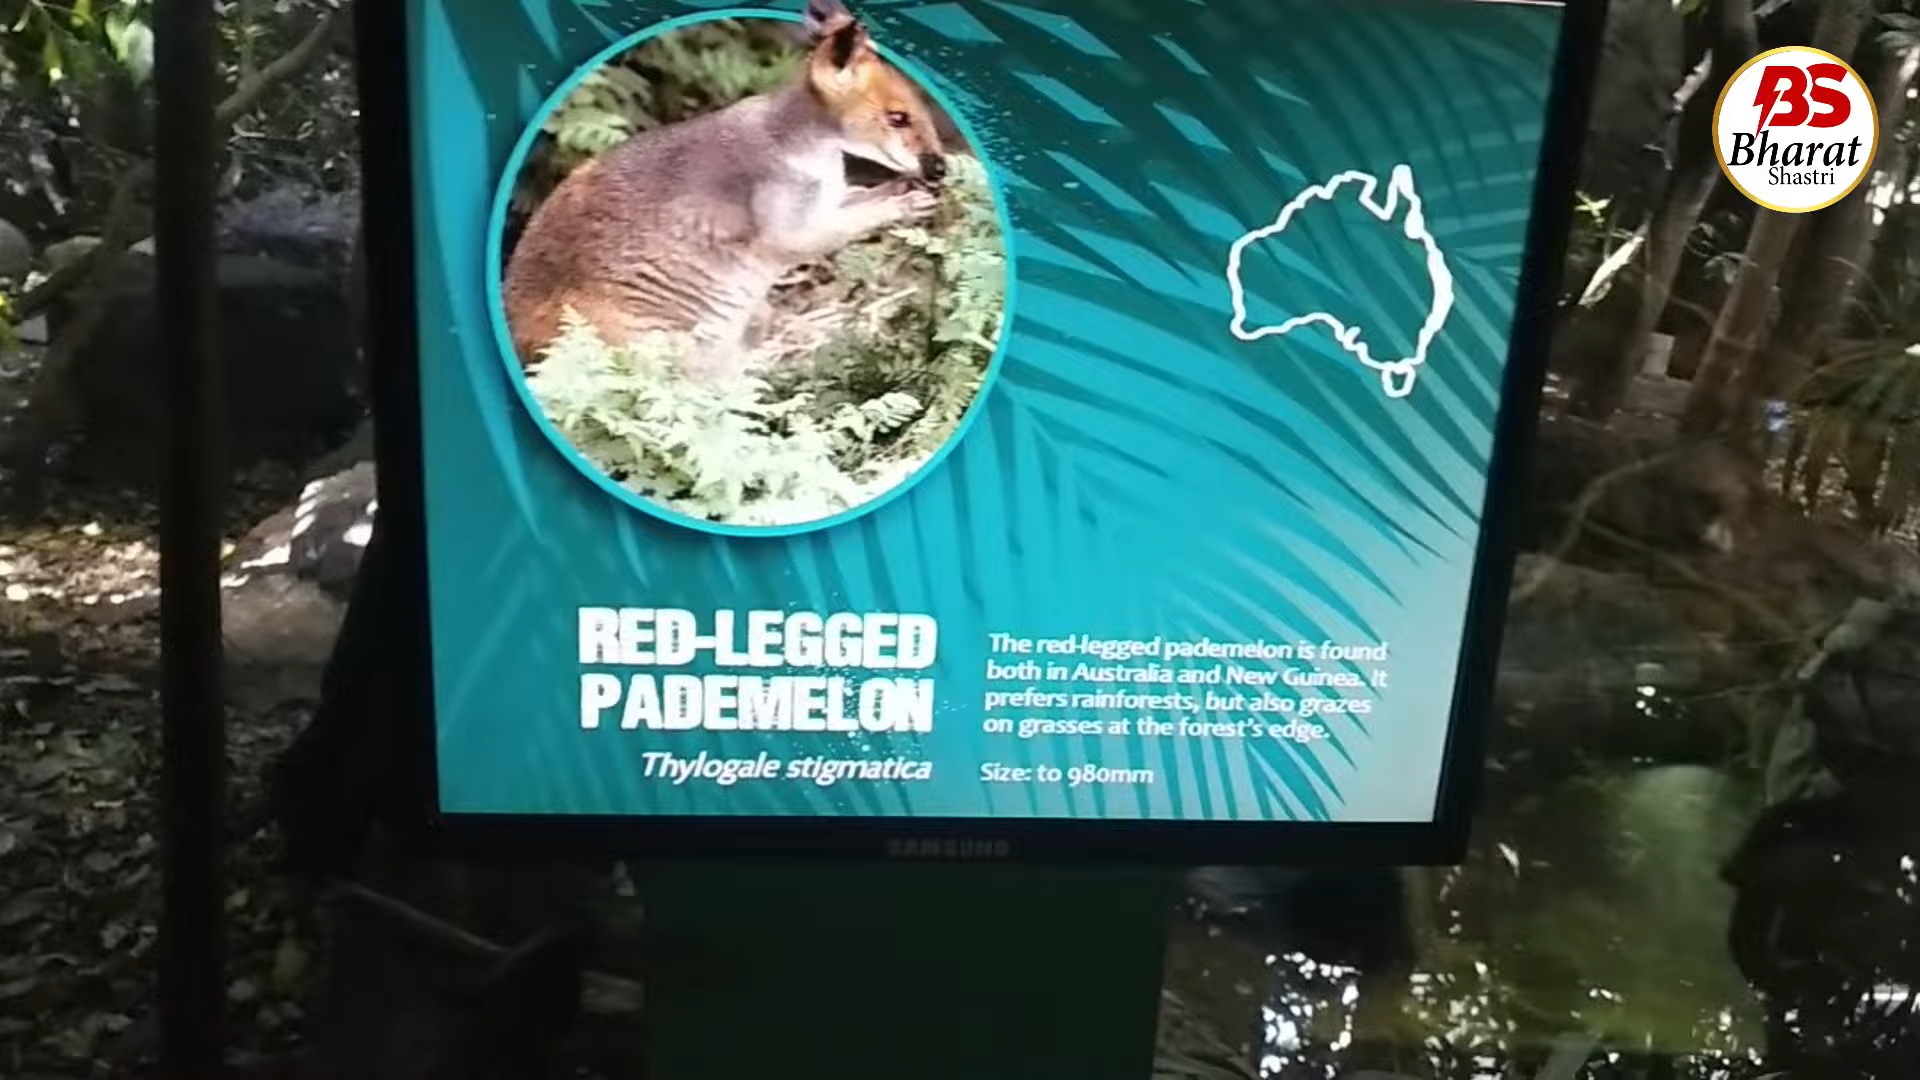 BS
Bharat
Shastri
RED-LEGGED
PADEMELON
Thylogale stigmatica
The red-legged pademelon is found
both in Australia and New Guinea. It
prefers rainforests, but also grazes
on grasses at the forest's edge.
Size: to 980mm
SAMSUNG